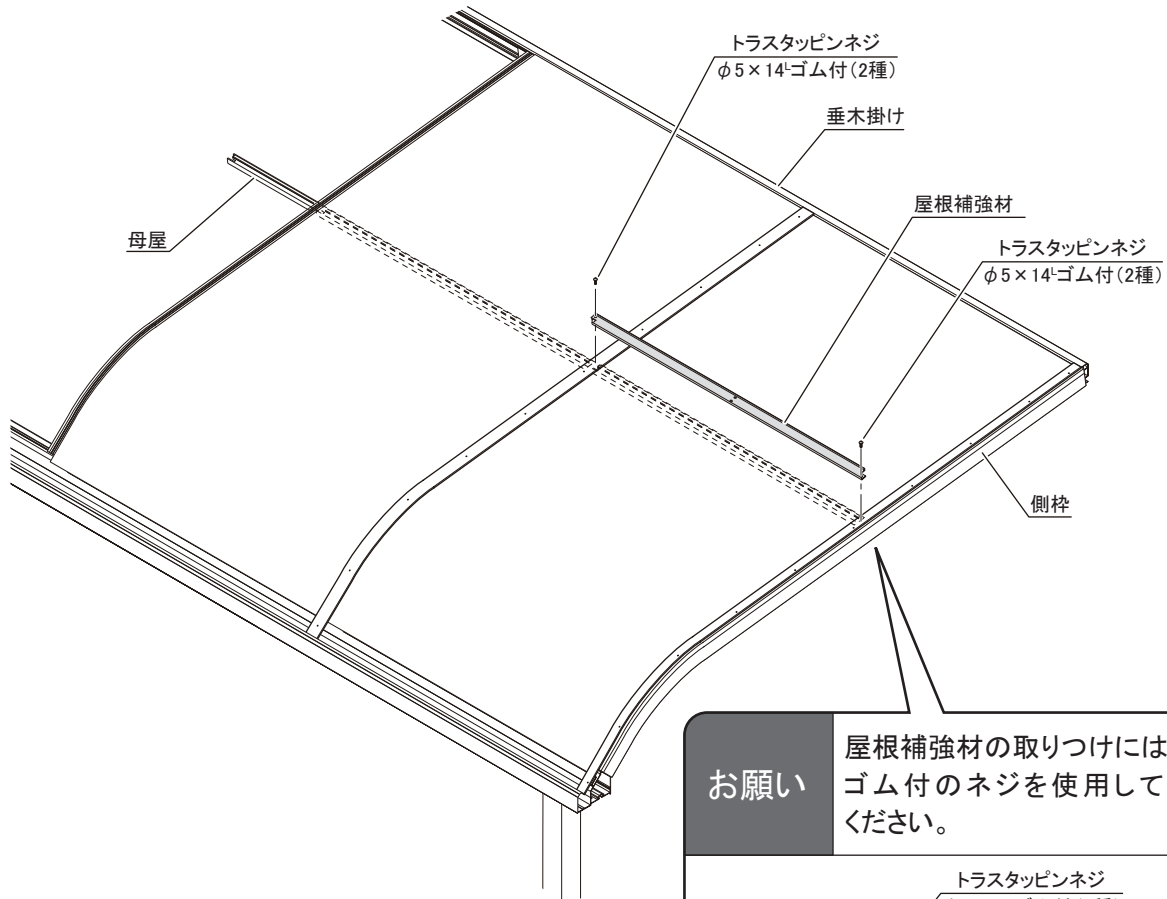 トラスタッピンネジ
φ5×14ᴸゴム付(2種)
垂木掛け
屋根補強材
トラスタッピンネジ
φ5×14ᴸゴム付(2種)
母屋
側枠
お願い
屋根補強材の取りつけには
ゴム付のネジを使用して
ください。
トラスタッピンネジ